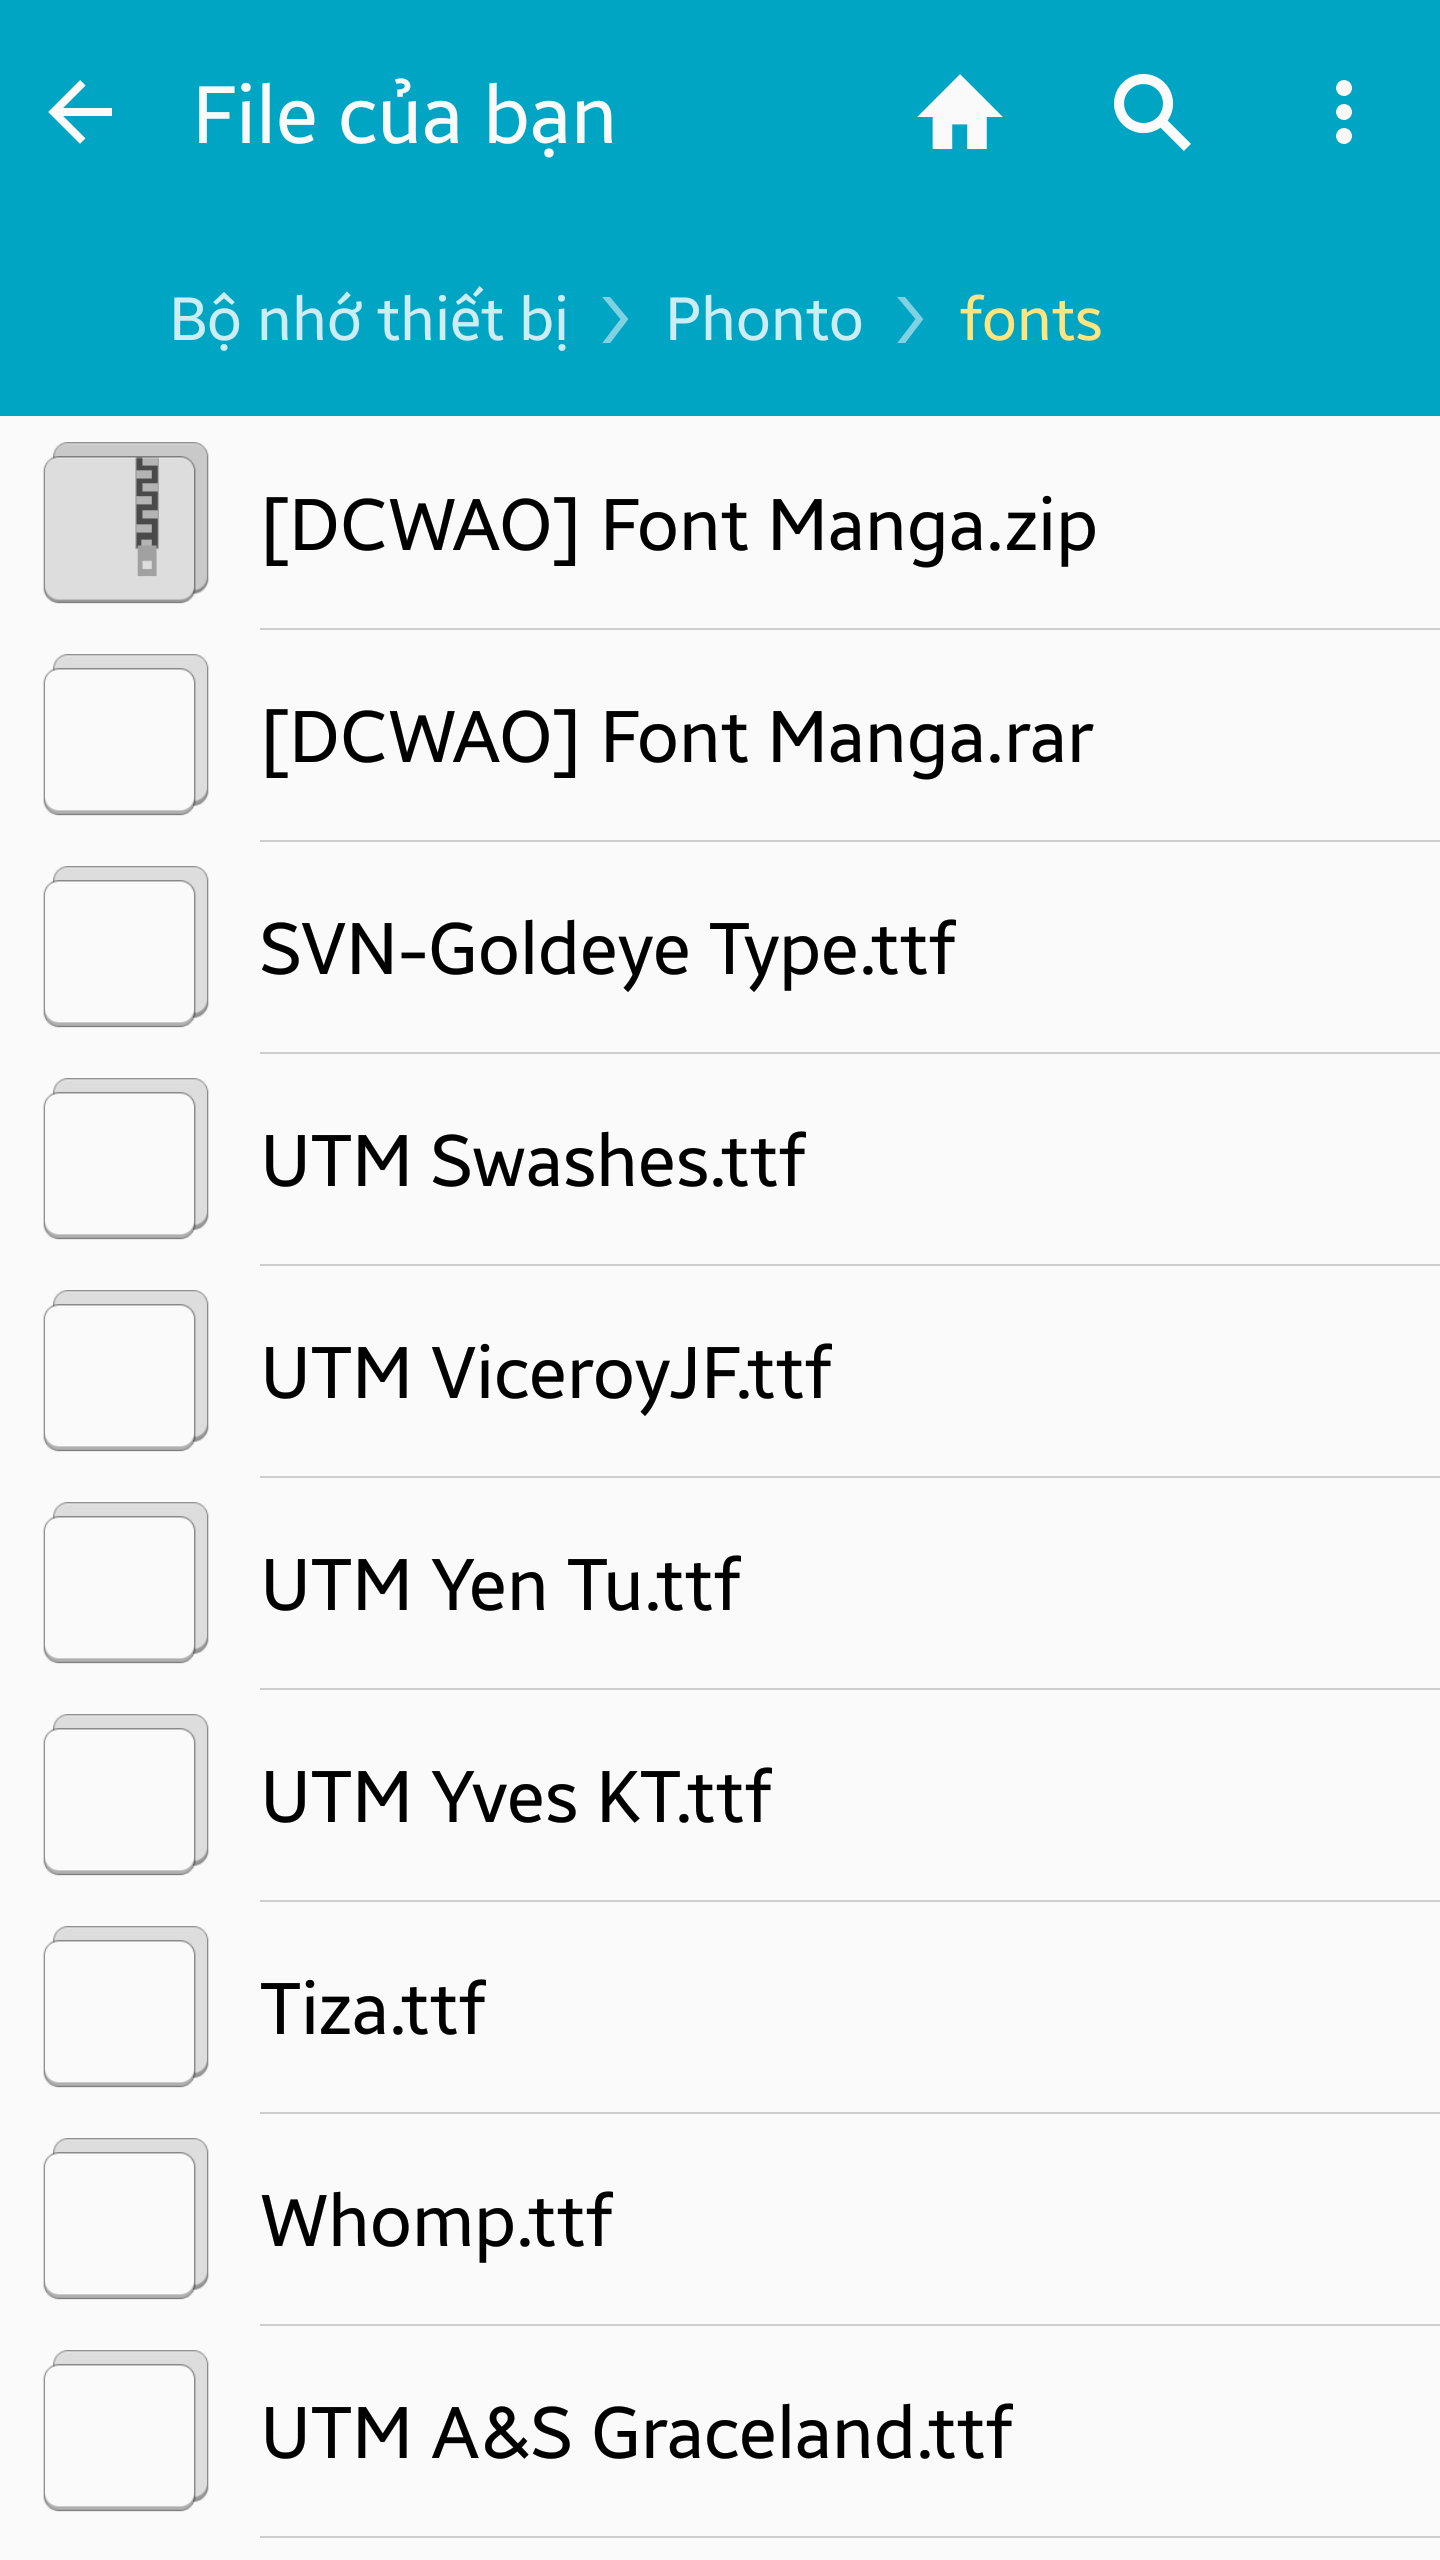 File của bạn
Bộ nhớ thiết bị > Phonto > fonts
[DCWAO] Font Manga.zip
[DCWAO] Font Manga.rar
SVN-Goldeye Type.ttf
UTM Swashes.ttf
UTM ViceroyJF.ttf
UTM Yen Tu.ttf
UTM Yves KT.ttf
Tiza.ttf
Whomp.ttf
UTM A&S Graceland.ttf